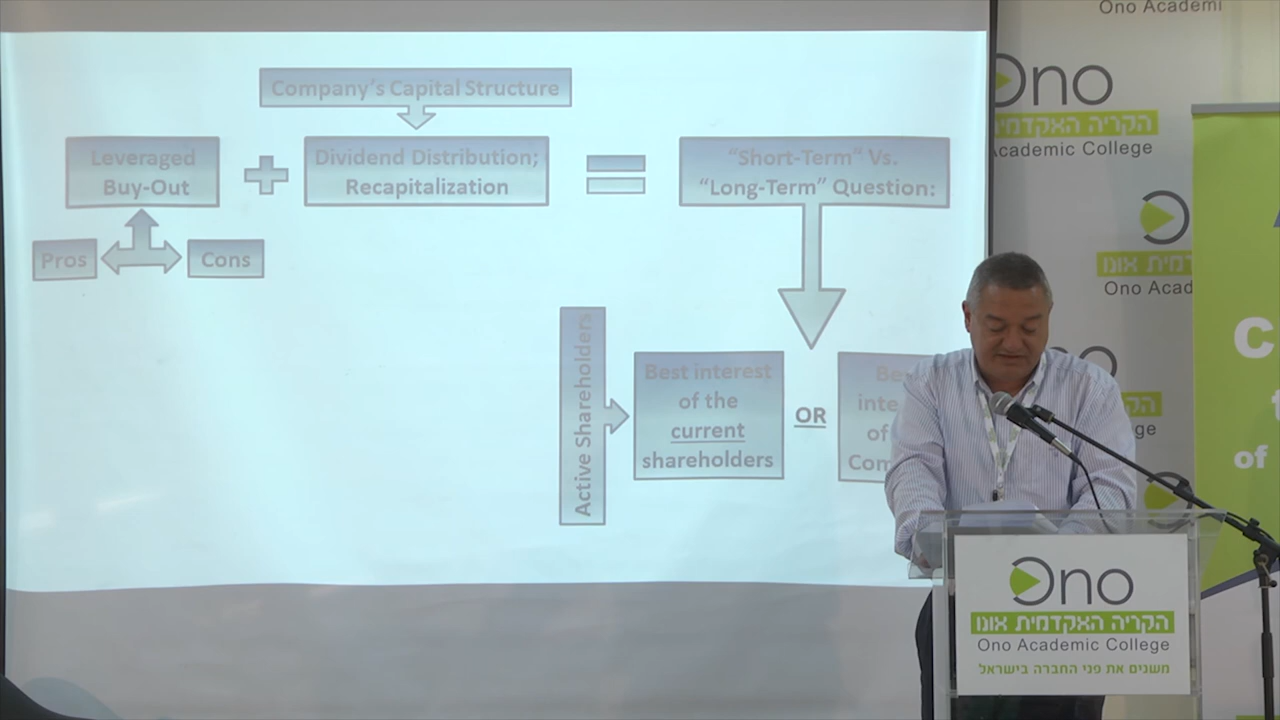 Company's Capital Structure
Leveraged
Buy-Out
Dividend Distribution;
Recapitalization
"Short-Term" Vs.
"Long-Term" Question:
Pros
Cons
Active Shareholders
Best interest
of the
current
shareholders
OR
of
Ono Academi
Ono
הקריה האקדמית
Academic College
Ono Acad
C
of
Ono
הקריה האקדמית אונו
Ono Academic College
משנים את פני החברה בישראל